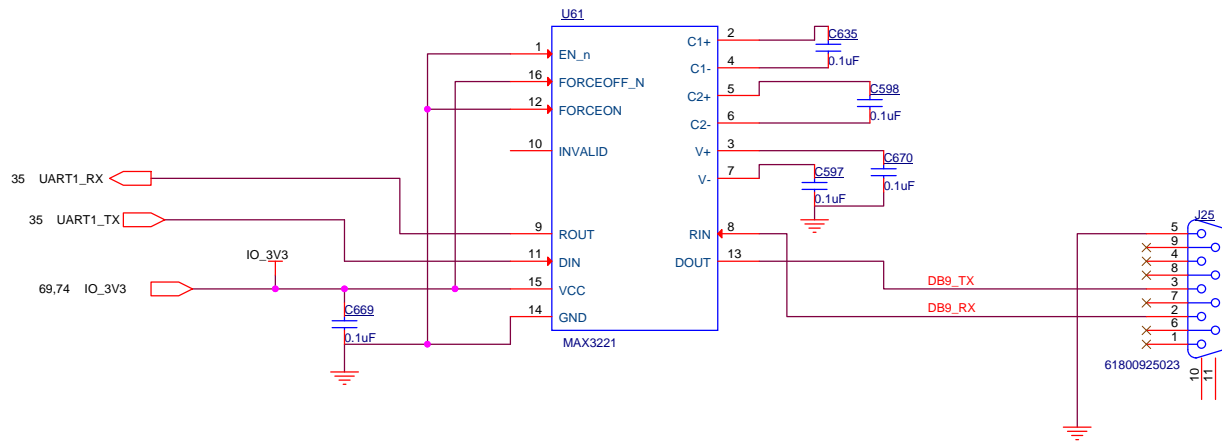 U61
1 EN_n
16 FORCEOFF_N
12 FORCEON
10 INVALID
9 ROUT
11 DIN
15 VCC
14 GND
MAX3221
C1+ 2
C1- 4
C2+ 5
C2- 6
V+ 3
V- 7
RIN 8
DOUT 13
C635
0.1uF
C598
0.1uF
C670
0.1uF
C597
0.1uF
35 UART1_RX
35 UART1_TX
IO_3V3
69,74 IO_3V3
C669
0.1uF
DB9_TX
DB9_RX
J25
5
9
4
8
3
7
2
6
1
61800925023
10
11